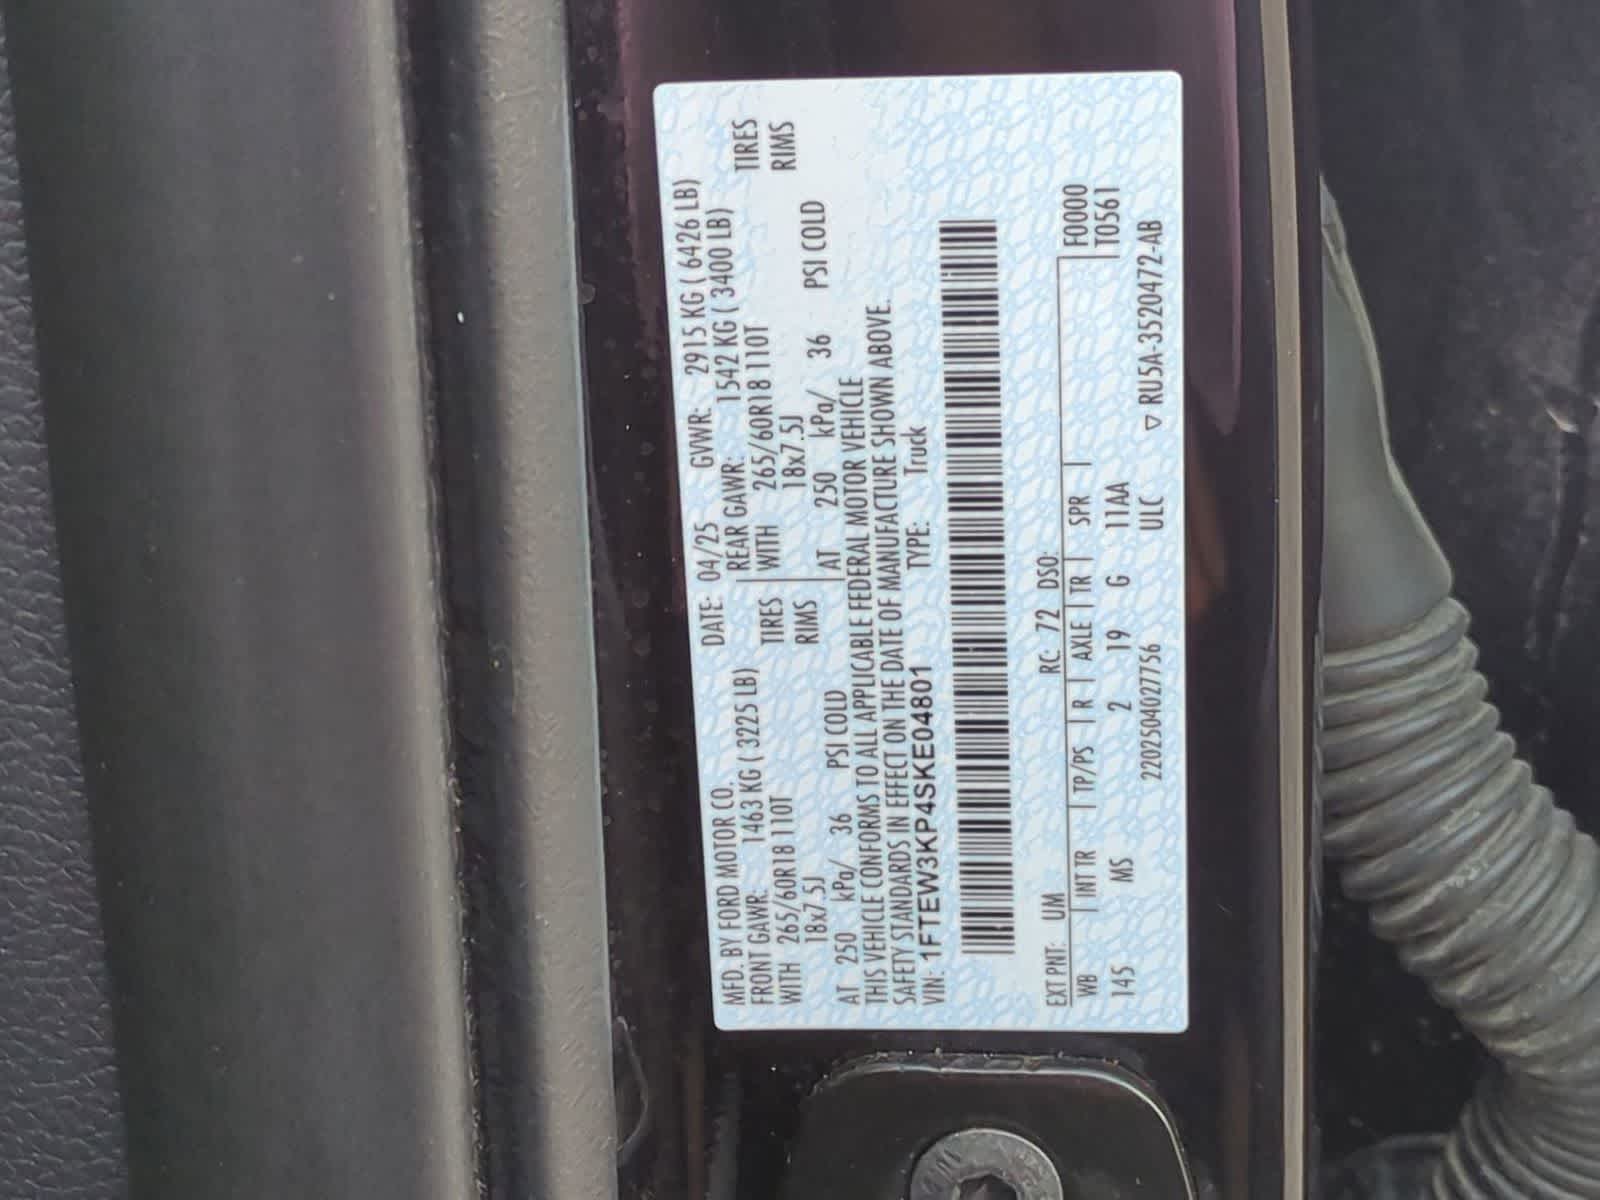 MFD. BY FORD MOTOR CO. DATE: 04/25 GVWR: 2915 KG ( 6426 LB)
FRONT GAWR: 1463 KG ( 3225 LB) REAR GAWR: 1542 KG ( 3400 LB)
WITH 265/60R18 110T TIRES WITH 265/60R18 110T TIRES
18x7.5J RIMS 18x7.5J RIMS
AT 250 kPa/ 36 PSI COLD AT 250 kPa/ 36 PSI COLD
THIS VEHICLE CONFORMS TO ALL APPLICABLE FEDERAL MOTOR VEHICLE
SAFETY STANDARDS IN EFFECT ON THE DATE OF MANUFACTURE SHOWN ABOVE.
VIN: 1FTEW3KP4SKE04801 TYPE: Truck
EXT PNT: UM RC: 72 DSO: F0000
WB INT TR TP/PS R AXLE TR SPR T0561
145 MS 2 19 G 11AA
2202504027756 ULC ▽ RU5A-3520472-AB